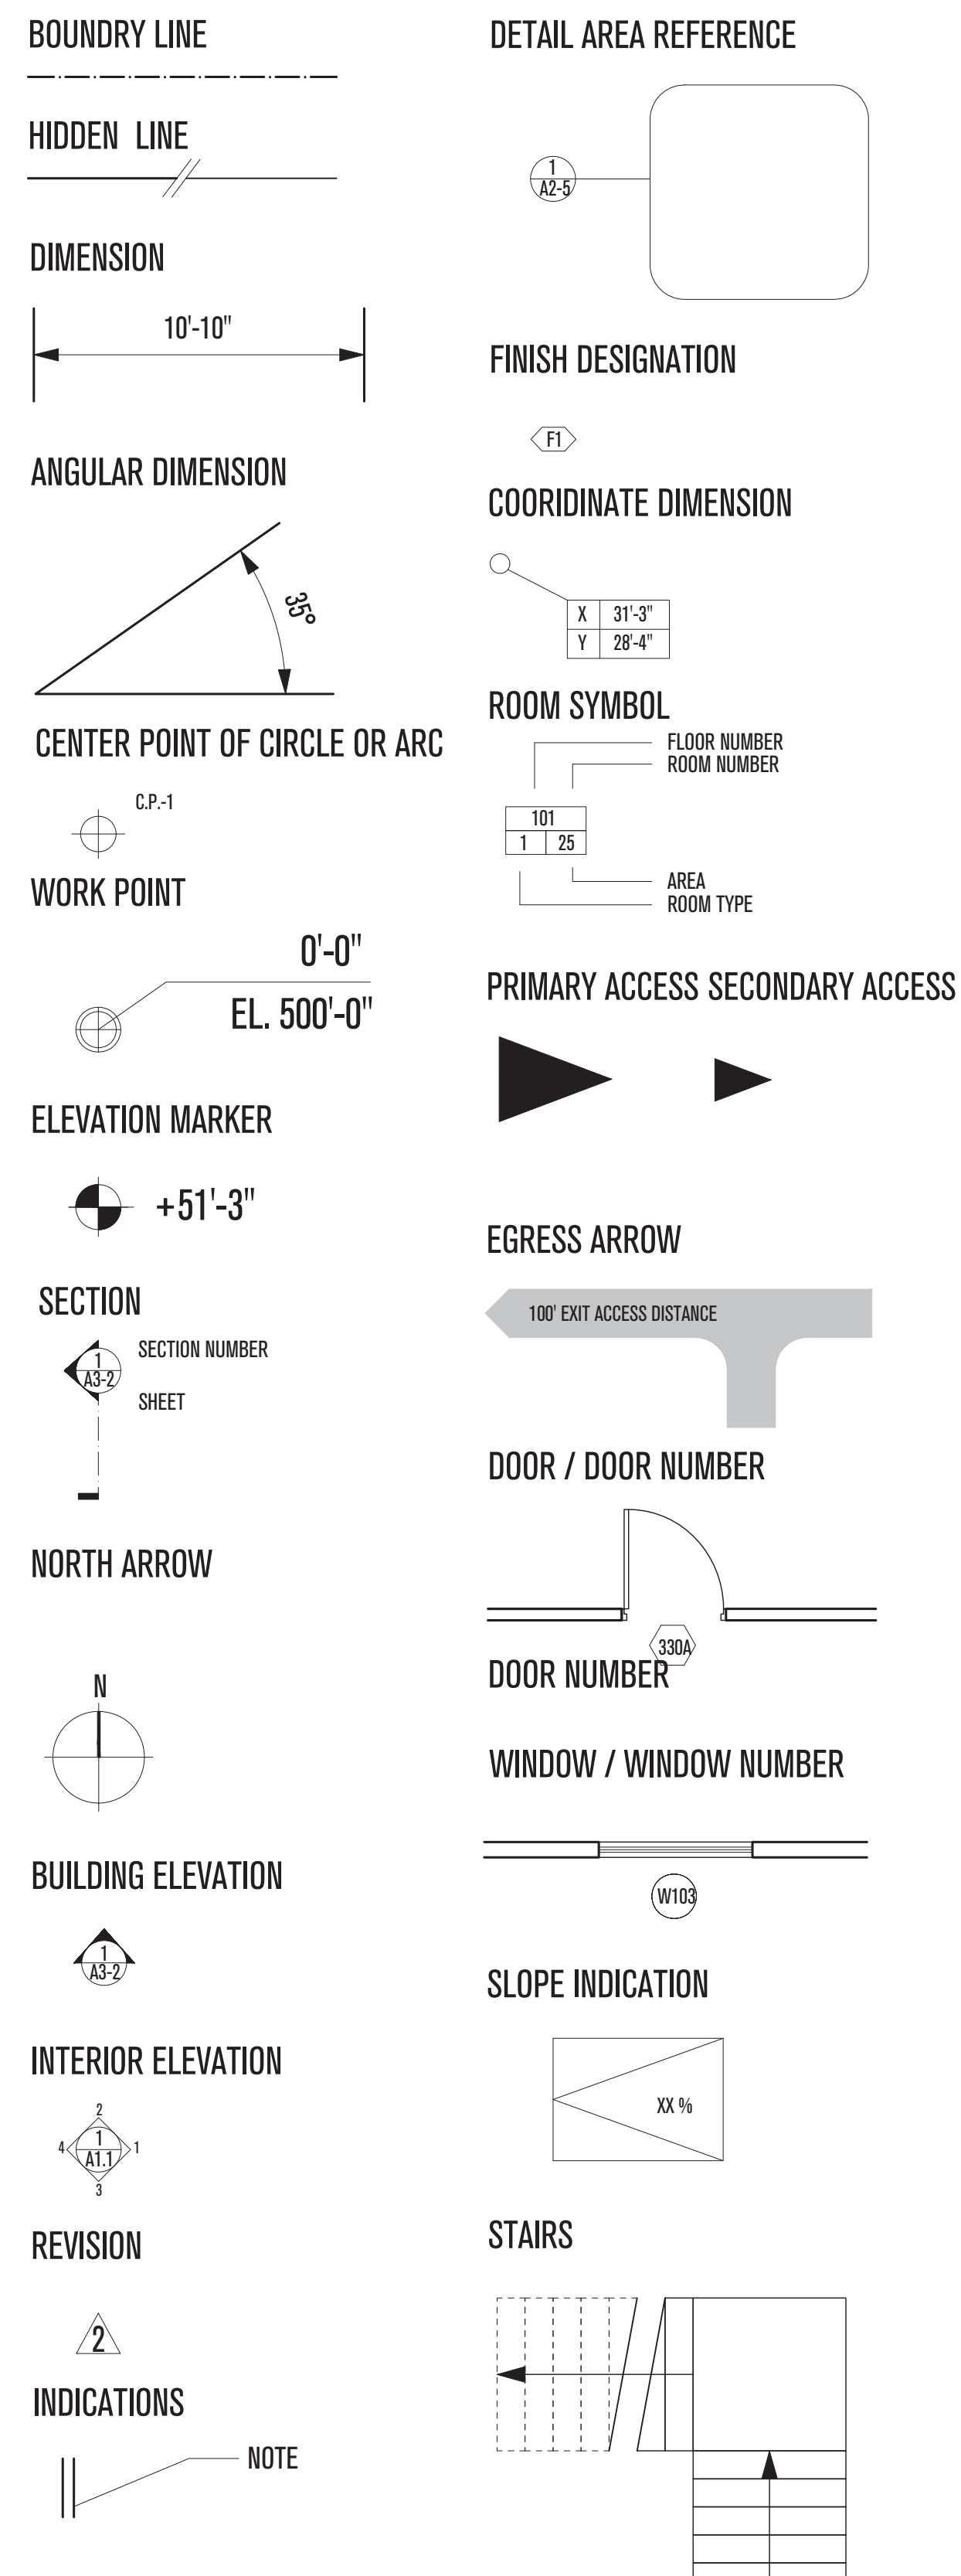 BOUNDRY LINE
HIDDEN LINE
DIMENSION
10'-10"
ANGULAR DIMENSION
35°
CENTER POINT OF CIRCLE OR ARC
C.P.-1
WORK POINT
0'-0"
EL. 500'-0"
ELEVATION MARKER
+51'-3"
SECTION
SECTION NUMBER
1
A3-2
SHEET
NORTH ARROW
N
BUILDING ELEVATION
1
A3-2
INTERIOR ELEVATION
2
1
4
1
A1.1
3
REVISION
2
INDICATIONS
NOTE
DETAIL AREA REFERENCE
1
A2-5
FINISH DESIGNATION
F1
COORIDINATE DIMENSION
X 31'-3"
Y 28'-4"
ROOM SYMBOL
FLOOR NUMBER
ROOM NUMBER
101
1 25
AREA
ROOM TYPE
PRIMARY ACCESS SECONDARY ACCESS
EGRESS ARROW
100' EXIT ACCESS DISTANCE
DOOR / DOOR NUMBER
330A
DOOR NUMBER
WINDOW / WINDOW NUMBER
W103
SLOPE INDICATION
XX %
STAIRS